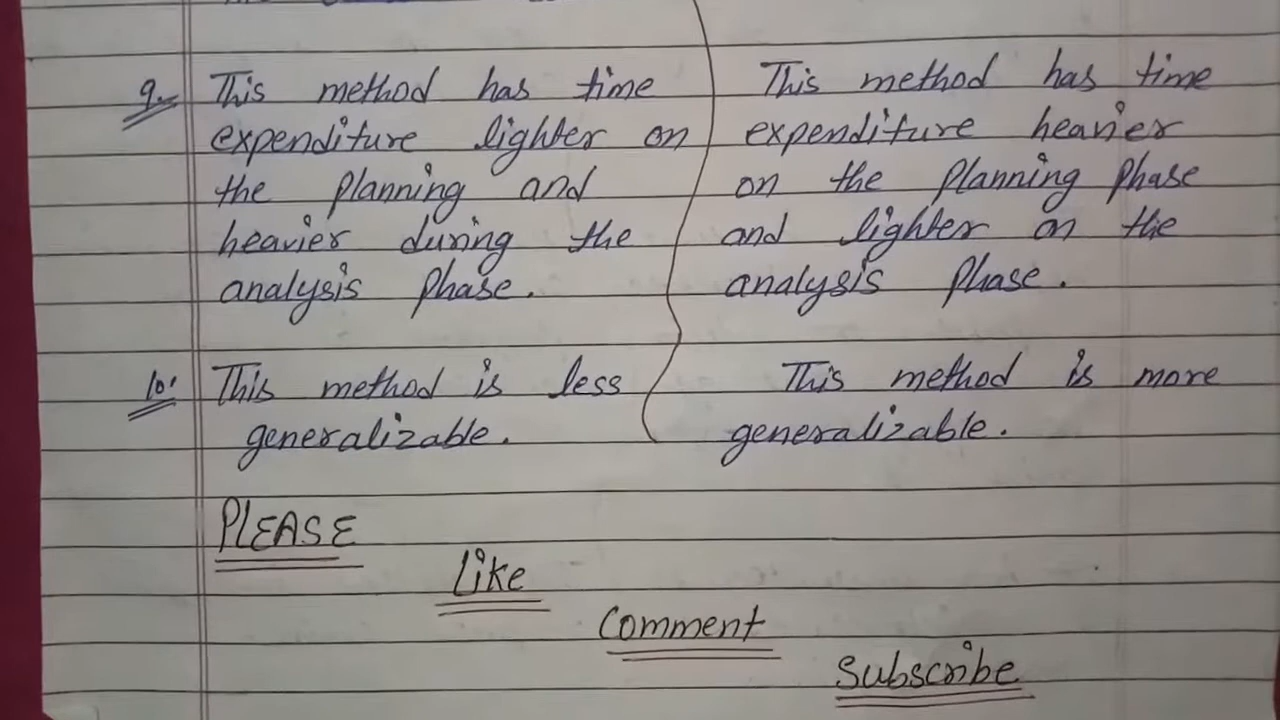 9. This method has time
expenditure lighter on
the planning and
heavier during the
analysis phase.
This method has time
expenditure heavier
on the planning phase
and lighter on the
analysis phase.
10. This method is less
generalizable.
This method is more
generalizable.
PLEASE
Like
Comment
Subscribe